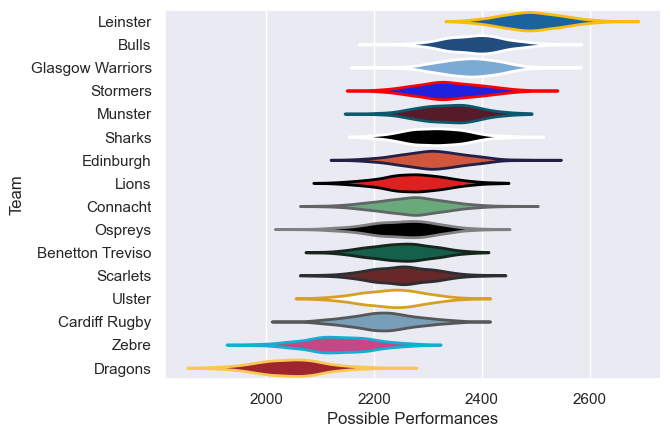 Leinster
Bulls
Glasgow Warriors
Stormers
Munster
Sharks
Edinburgh
Lions
Connacht
Ospreys
Benetton Treviso
Scarlets
Ulster
Cardiff Rugby
Zebre
Dragons
Team
2000 2200 2400 2600
Possible Performances